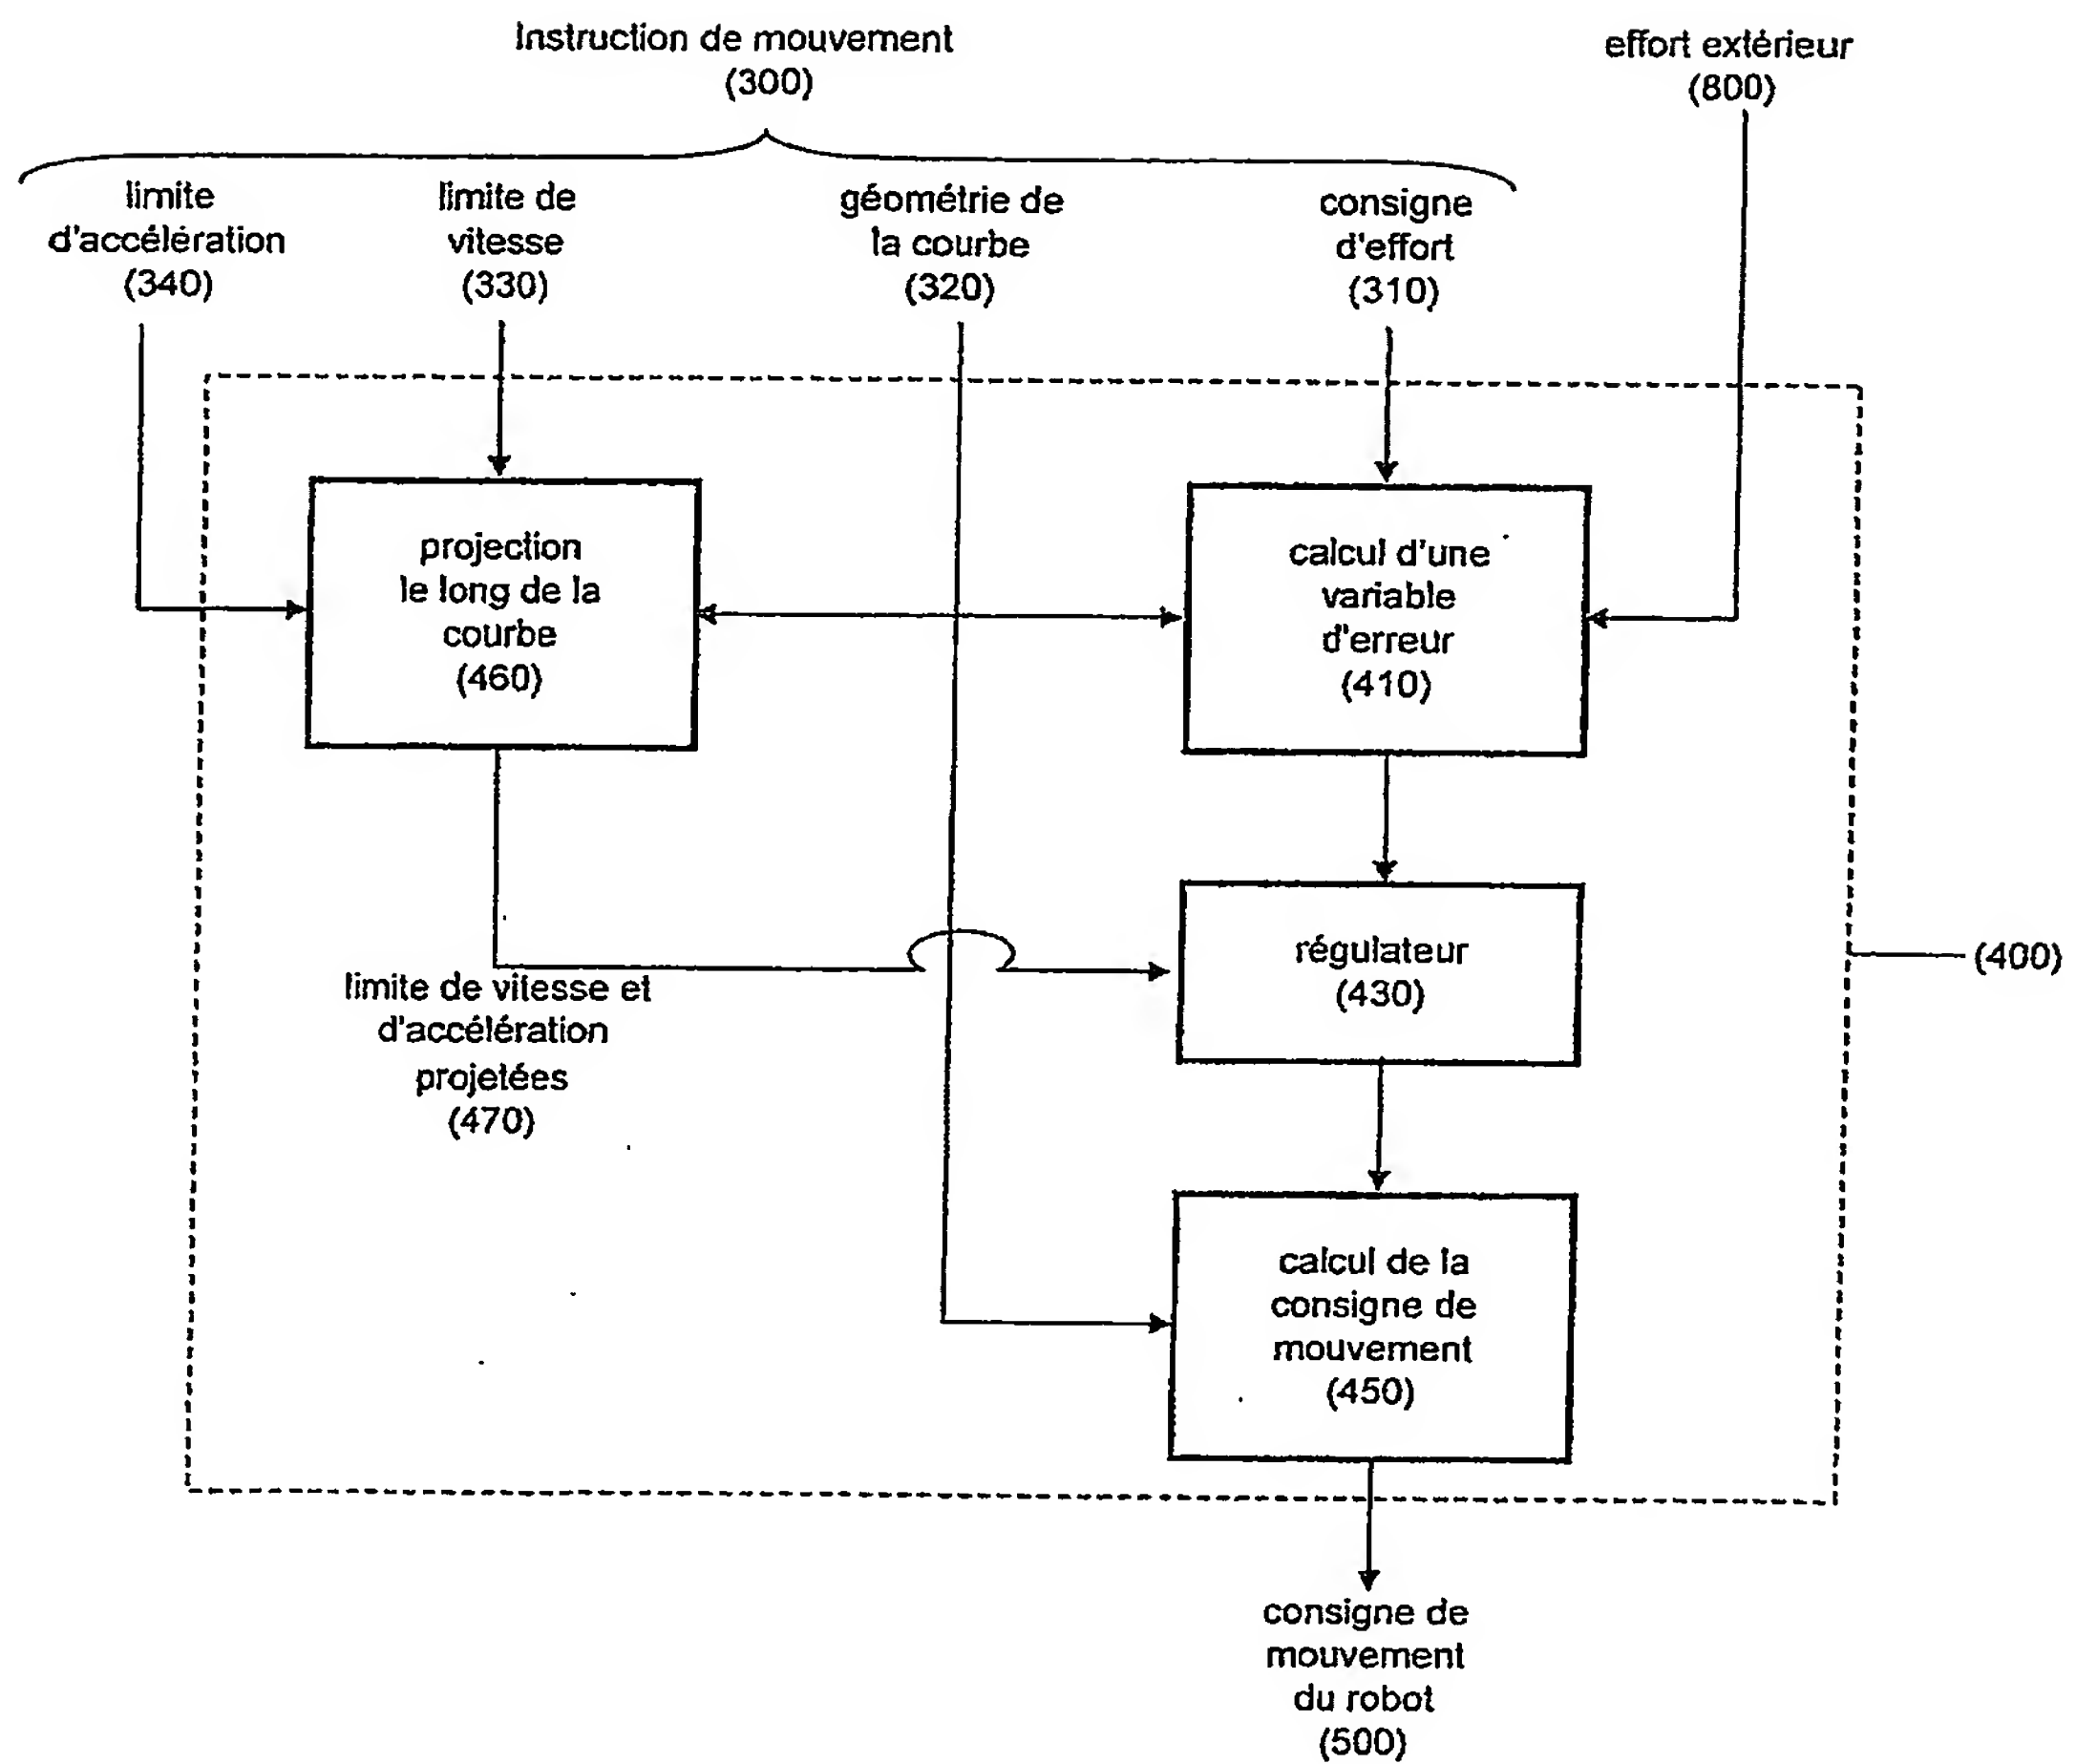 Instruction de mouvement
(300)
effort extérieur
(800)
limite
d'accélération
(340)
limite de
vitesse
(330)
géométrie de
la courbe
(320)
consigne
d'effort
(310)
projection
le long de la
courbe
(460)
calcul d'une
variable
d'erreur
(410)
régulateur
(430)
(400)
limite de vitesse et
d'accélération
projetées
(470)
calcul de la
consigne de
mouvement
(450)
consigne de
mouvement
du robot
(500)